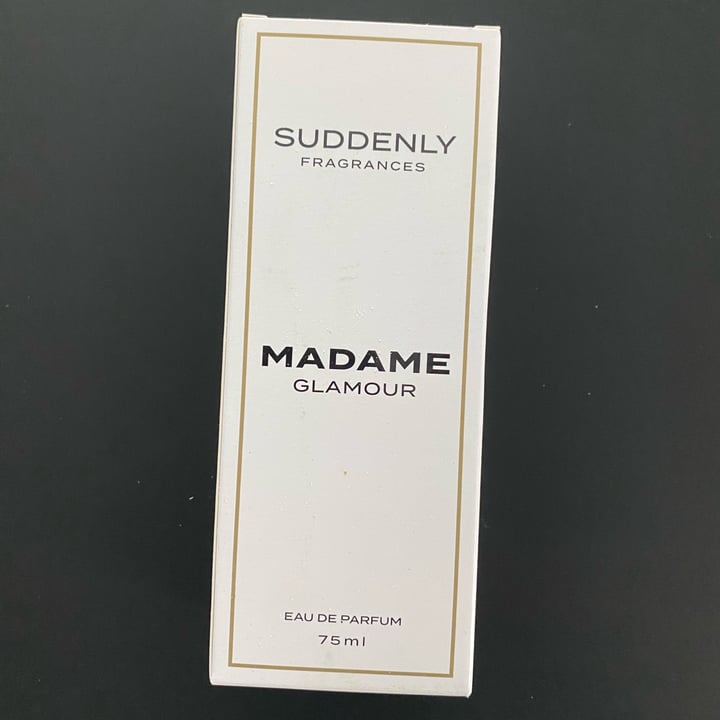 SUDDENLY
FRAGRANCES
MADAME
GLAMOUR
EAU DE PARFUM
75ml